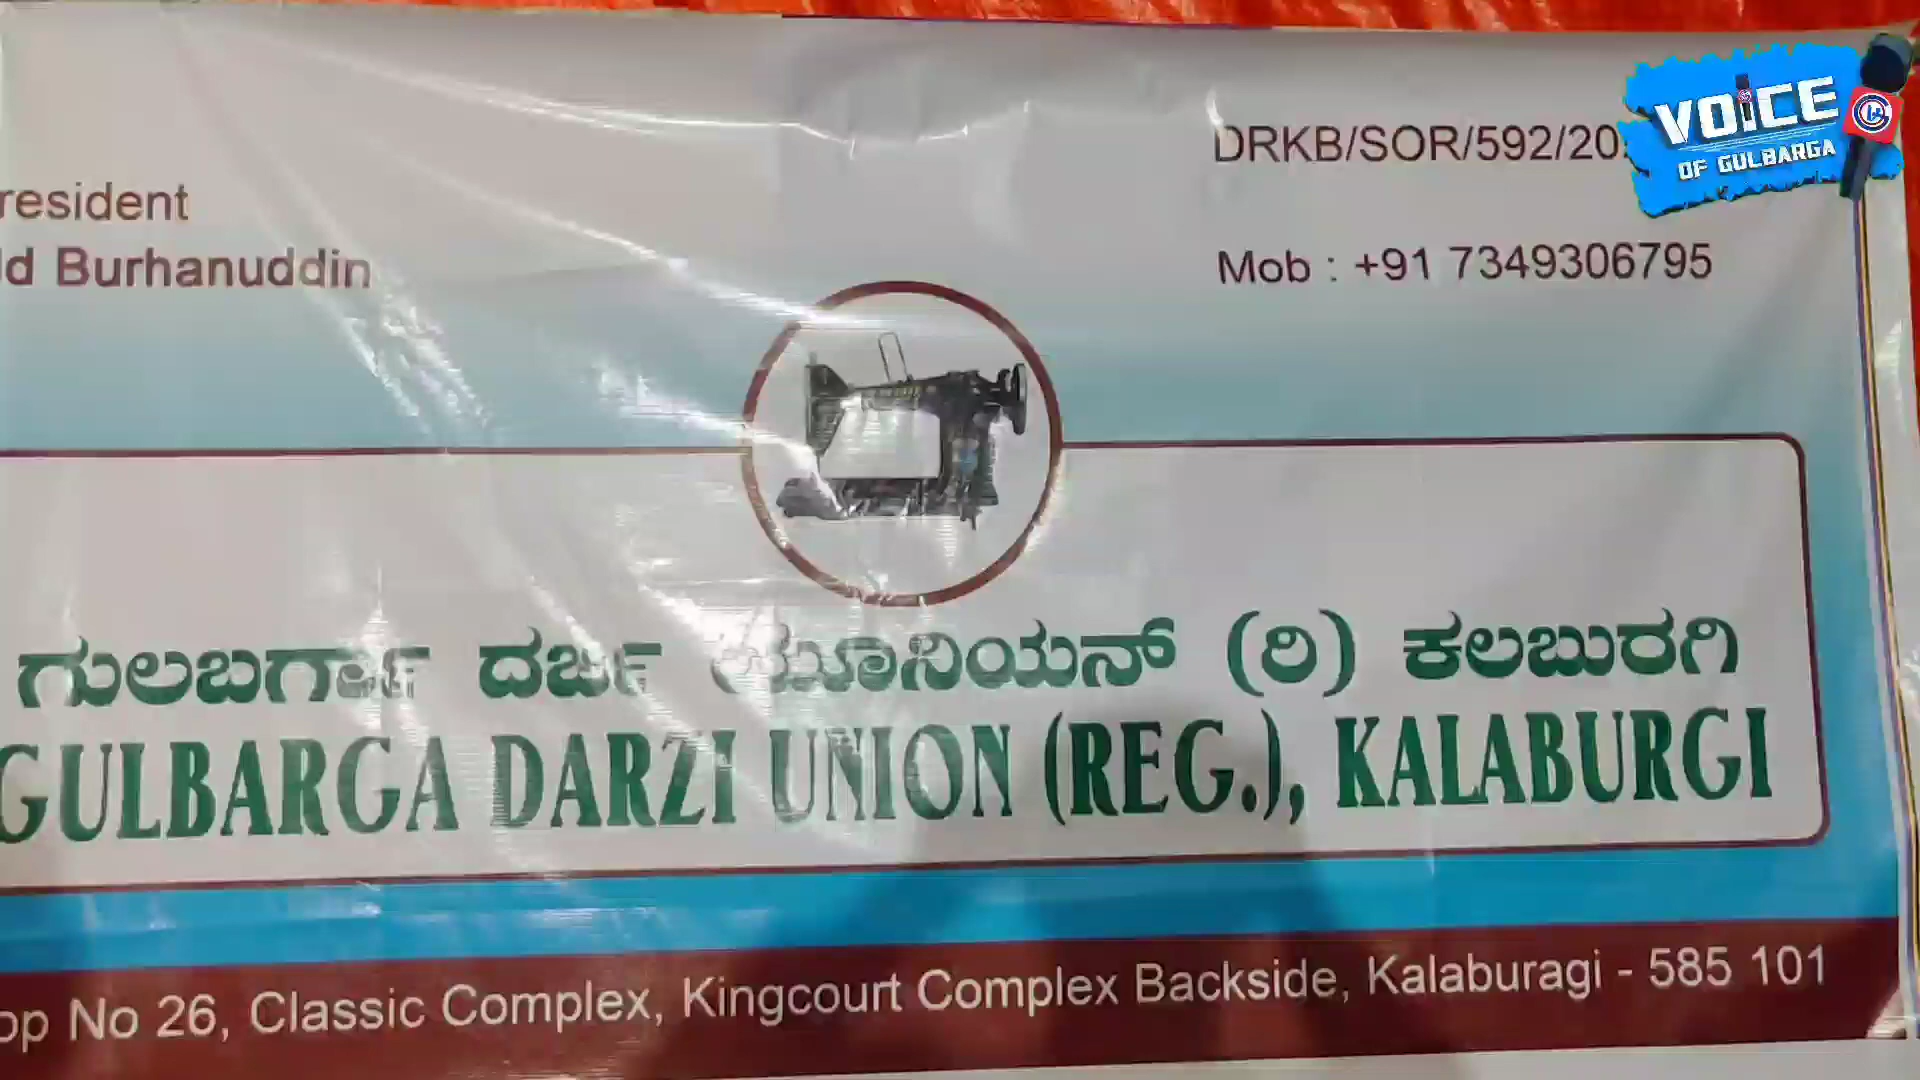 resident
DRKB/SOR/592/20
d Burhanuddin
Mob : +91 7349306795
ಗುಲಬರ್ಗಾ ದರ್ಜಿ ಯೂನಿಯನ್ (ರಿ) ಕಲಬುರಗಿ
GULBARGA DARZI UNION (REG.), KALABURGI
op No 26, Classic Complex, Kingcourt Complex Backside, Kalaburagi - 585 101
VOiCE
OF GULBARGA